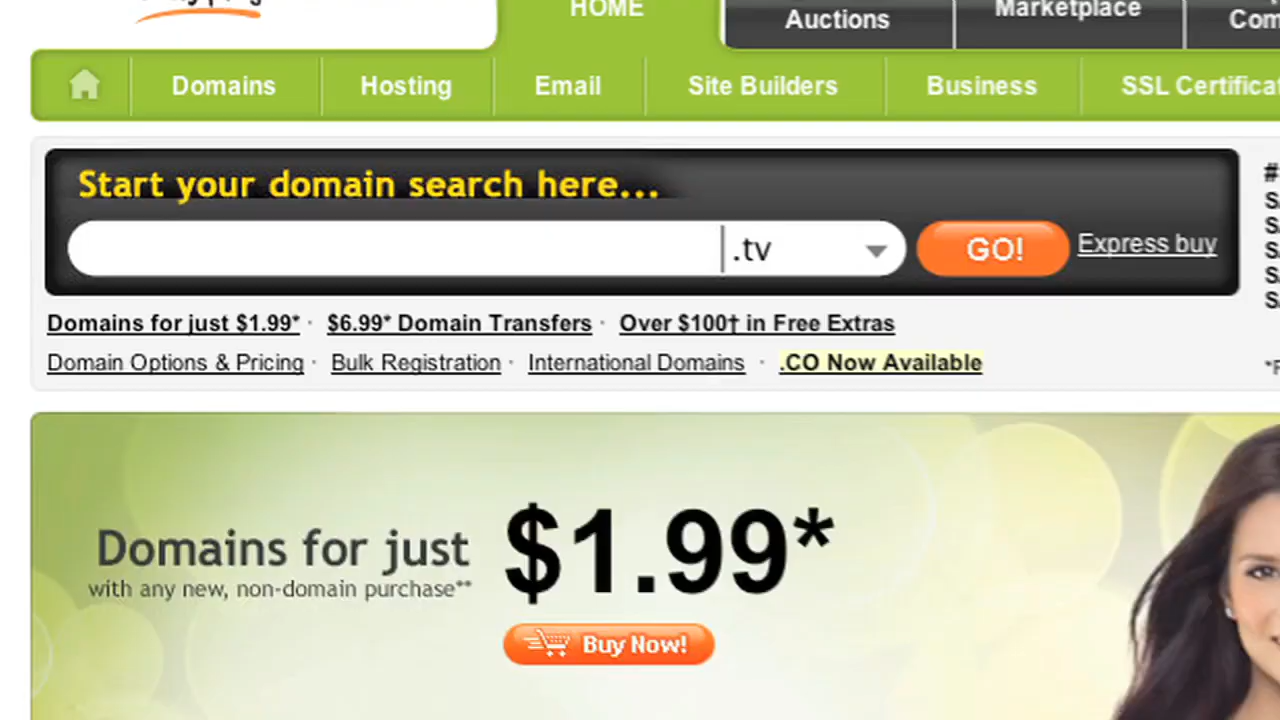 HOME
Auctions
Marketplace
Domains
Hosting
Email
Site Builders
Business
SSL
Start your domain search here...
.tv
GO!
Express buy
Domains for just $1.99* · $6.99* Domain Transfers · Over $100† in Free Extras
Domain Options & Pricing · Bulk Registration · International Domains · .CO Now Available
Domains for just $1.99*
with any new, non-domain purchase**
Buy Now!